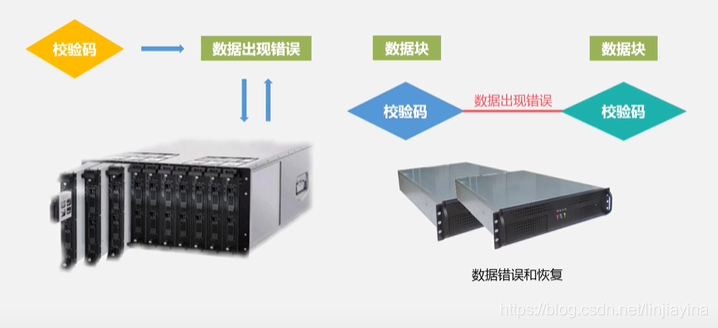 校验码
数据出现错误
数据块
数据块
校验码
数据出现错误
校验码
数据错误和恢复
https://blog.csdn.net/linjiayina